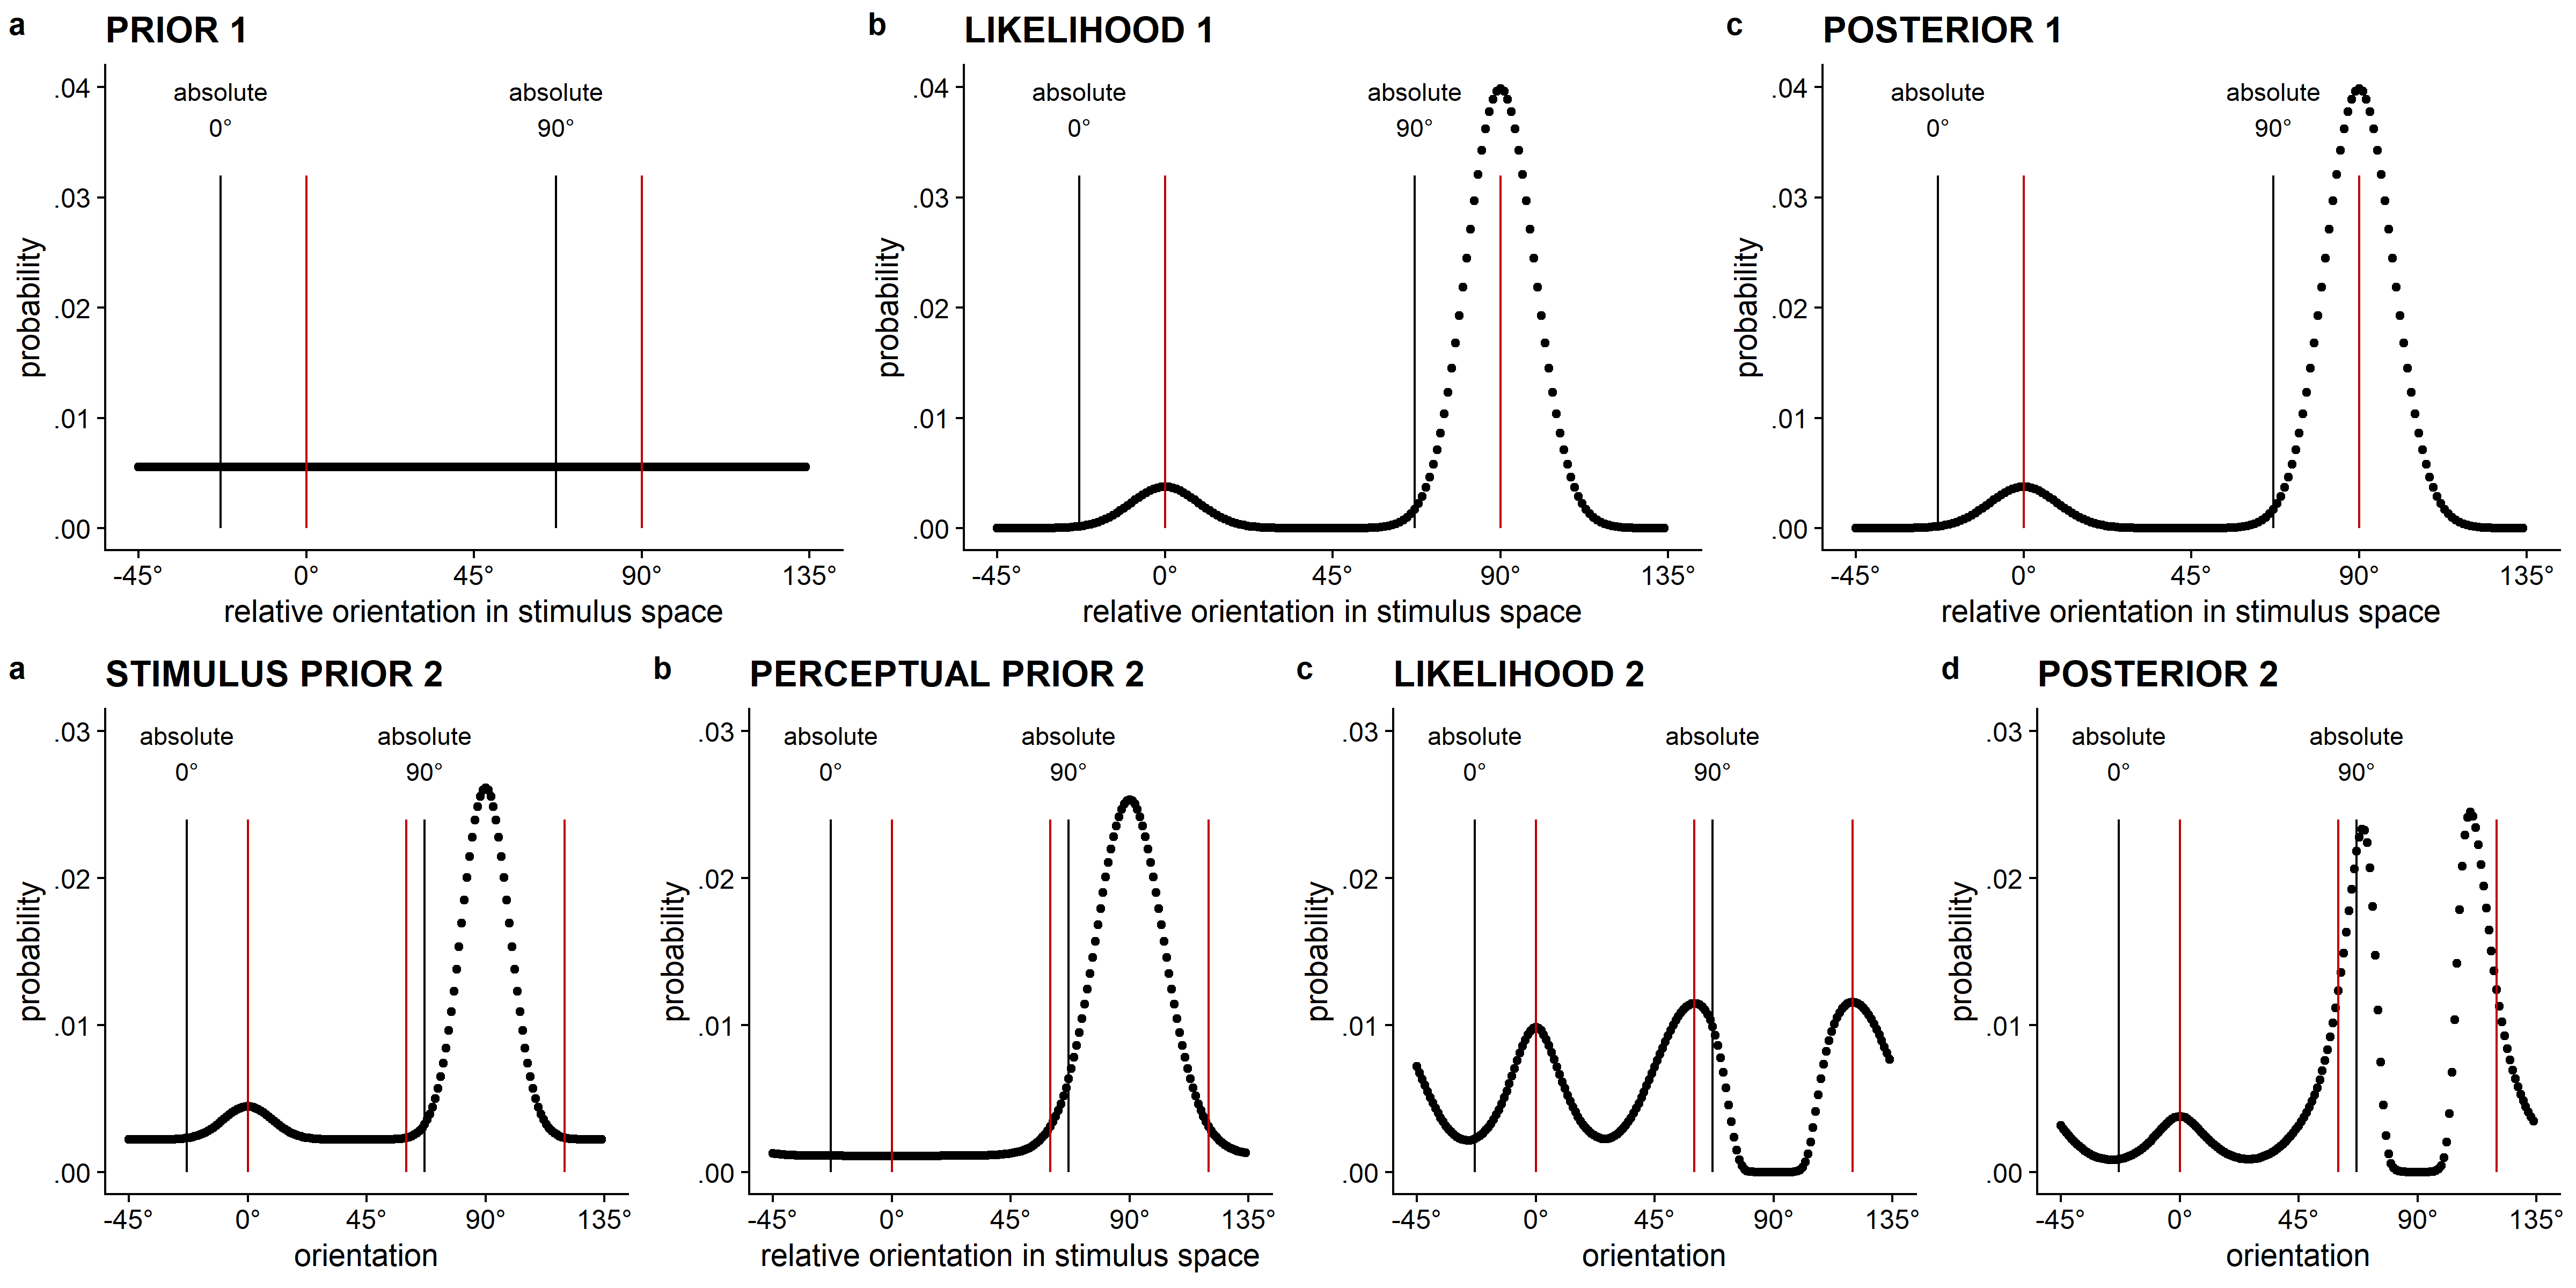 a PRIOR 1
.04
.03
.02
.01
.00
probability
absolute
0°
absolute
90°
-45° 0° 45° 90° 135°
relative orientation in stimulus space
b LIKELIHOOD 1
.04
.03
.02
.01
.00
probability
absolute
0°
absolute
90°
-45° 0° 45° 90° 135°
relative orientation in stimulus space
c POSTERIOR 1
.04
.03
.02
.01
.00
probability
absolute
0°
absolute
90°
-45° 0° 45° 90° 135°
relative orientation in stimulus space
a STIMULUS PRIOR 2
.03
.02
.01
.00
probability
absolute
0°
absolute
90°
-45° 0° 45° 90° 135°
orientation
b PERCEPTUAL PRIOR 2
.03
.02
.01
.00
probability
absolute
0°
absolute
90°
-45° 0° 45° 90° 135°
relative orientation in stimulus space
c LIKELIHOOD 2
.03
.02
.01
.00
probability
absolute
0°
absolute
90°
-45° 0° 45° 90° 135°
orientation
d POSTERIOR 2
.03
.02
.01
.00
probability
absolute
0°
absolute
90°
-45° 0° 45° 90° 135°
orientation